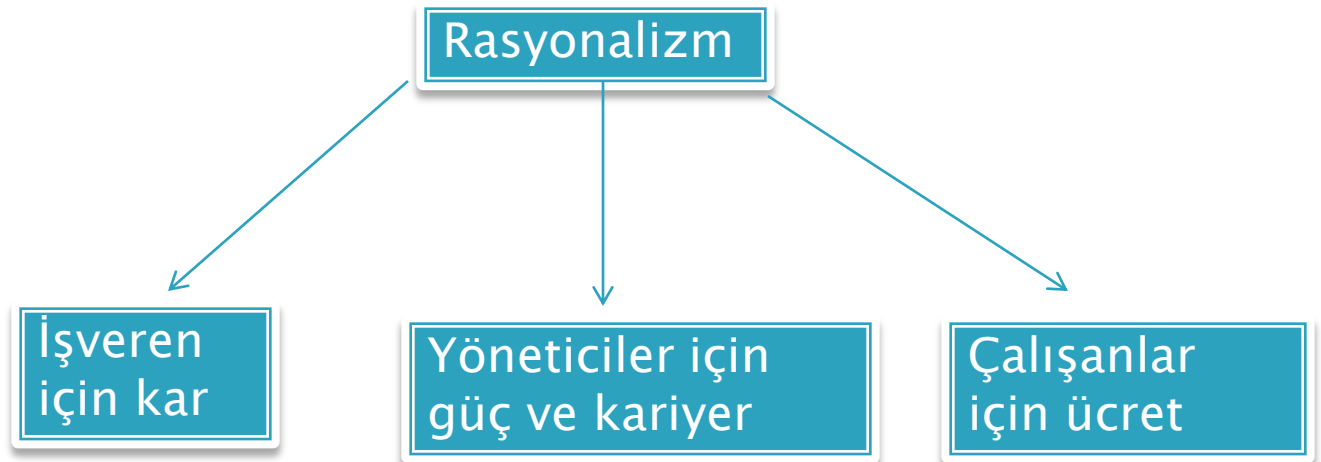 Rasyonalizm
İşveren
için kar
Yöneticiler için
güç ve kariyer
Çalışanlar
için ücret